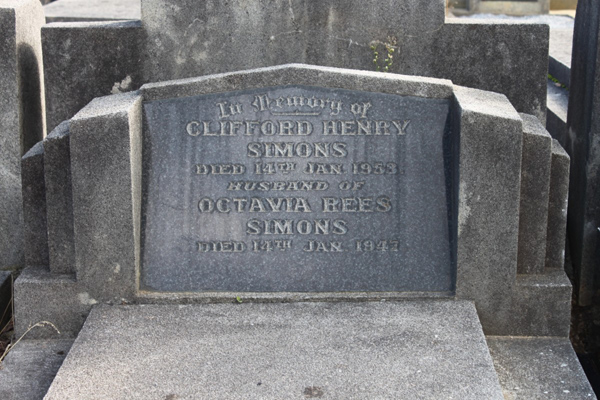 In Memory of
CLIFFORD HENRY
SIMONS
DIED 14TH JAN 1953
HUSBAND OF
OCTAVIA REES
SIMONS
DIED 14TH JAN 1947